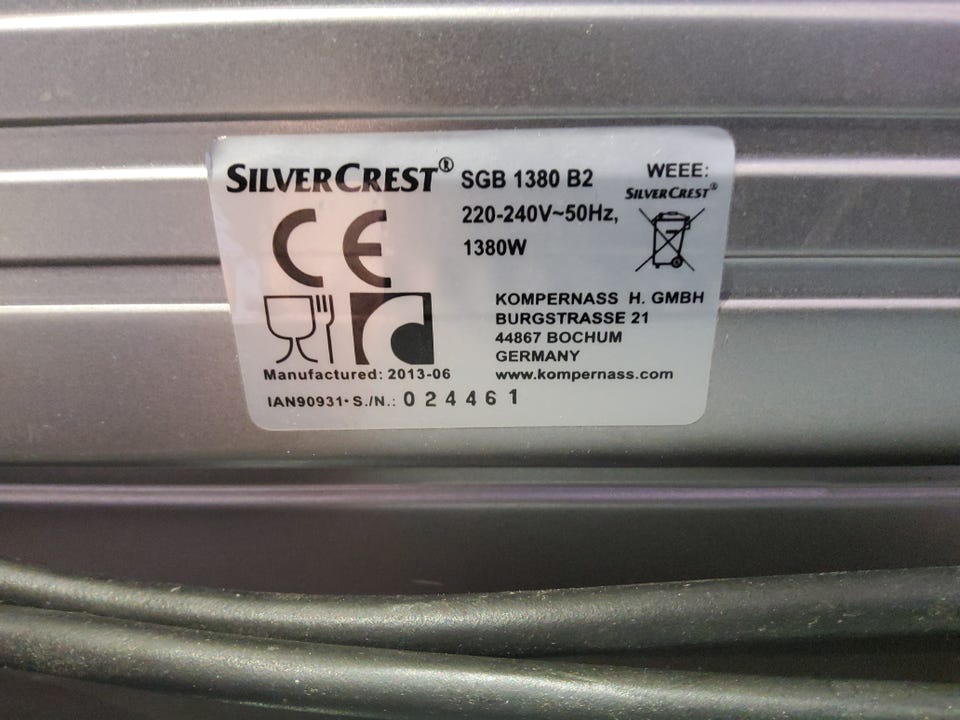 SILVERCREST® SGB 1380 B2
220-240V~50Hz,
1380W
WEEE:
SILVERCREST®
CE
KOMPERNASS H. GMBH
BURGSTRASSE 21
44867 BOCHUM
GERMANY
www.kompernass.com
Manufactured: 2013-06
IAN90931• S./N.: 024461